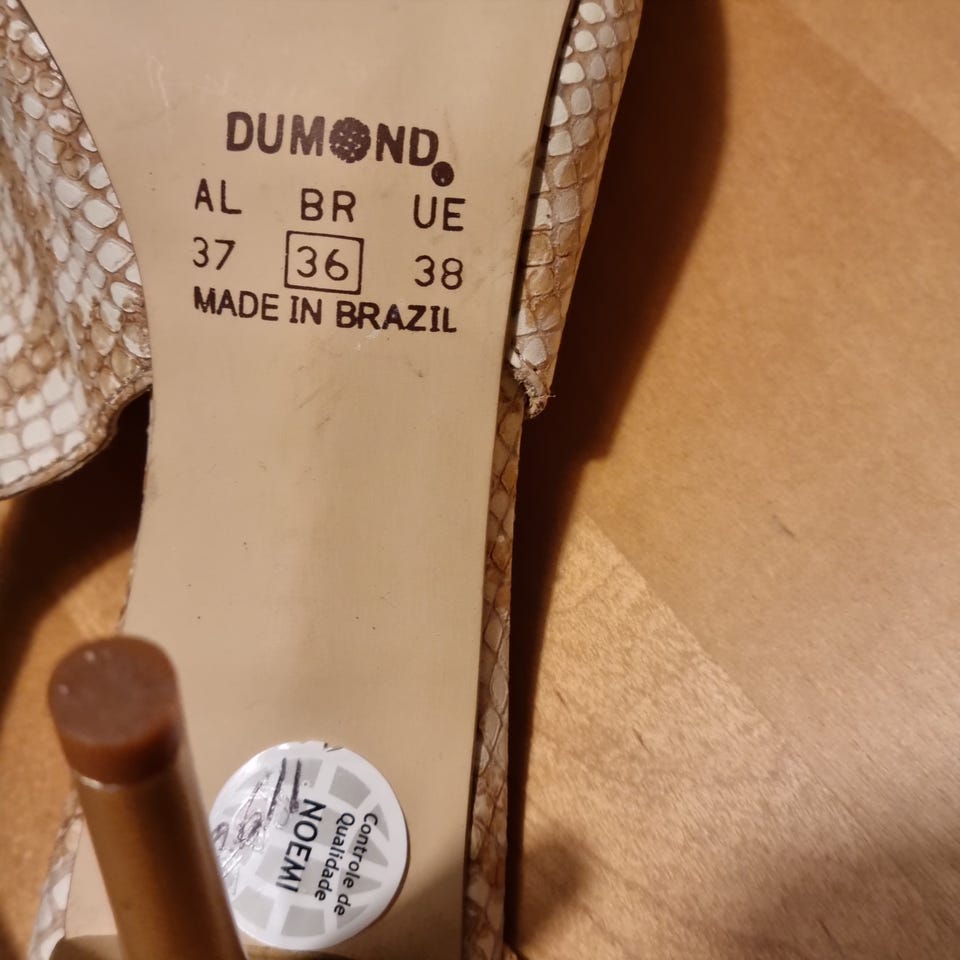 DUMOND.
AL BR UE
37 36 38
MADE IN BRAZIL
Controle de
Qualidade
NOEMI